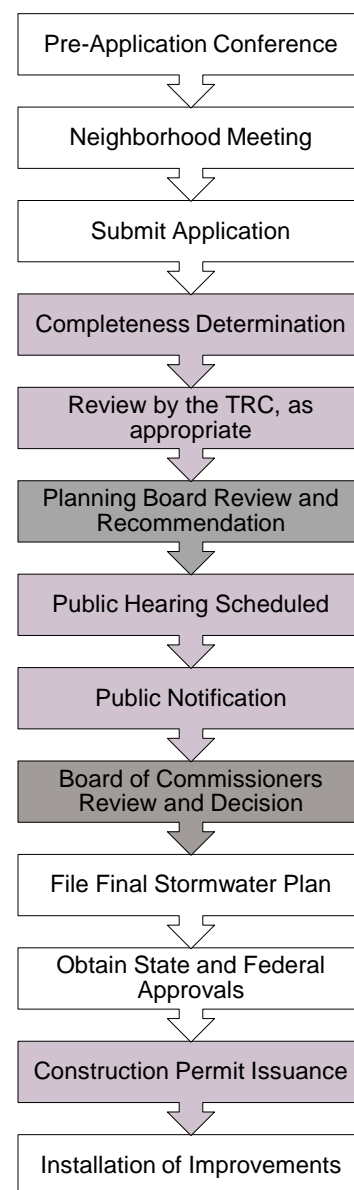 Pre-Application Conference
Neighborhood Meeting
Submit Application
Completeness Determination
Review by the TRC, as
appropriate
Planning Board Review and
Recommendation
Public Hearing Scheduled
Public Notification
Board of Commissioners
Review and Decision
File Final Stormwater Plan
Obtain State and Federal
Approvals
Construction Permit Issuance
Installation of Improvements